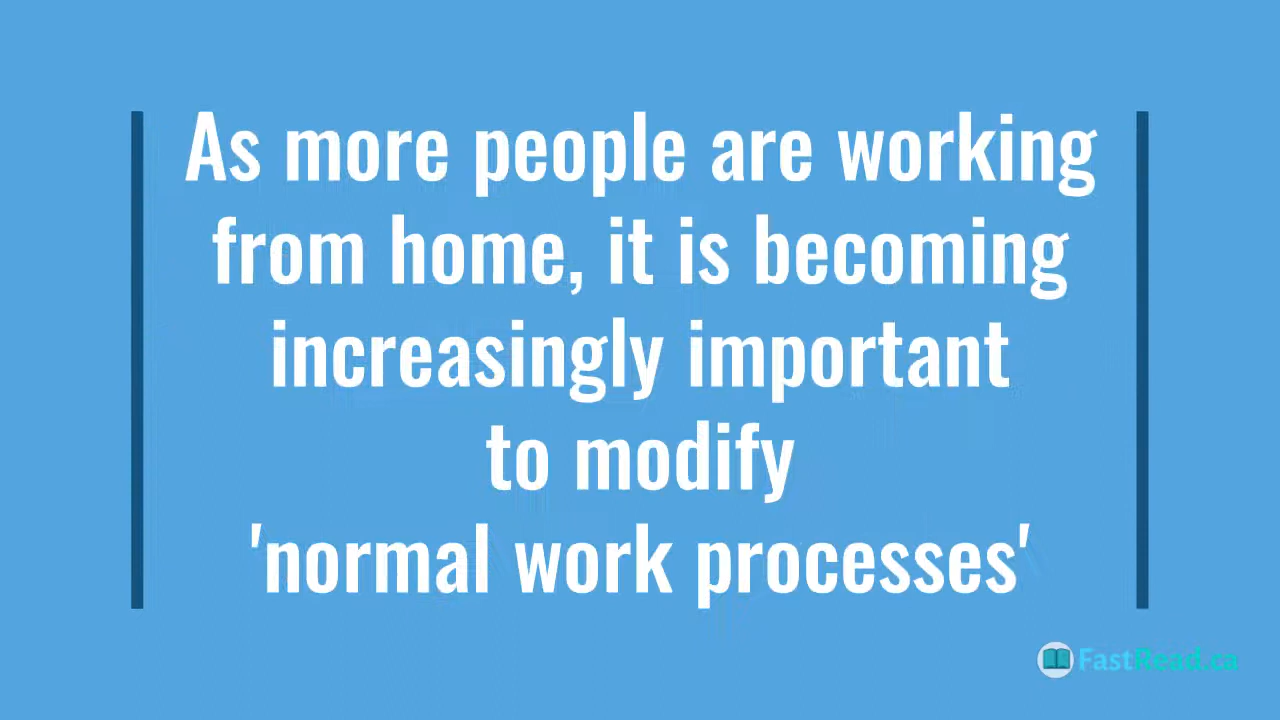 As more people are working
from home, it is becoming
increasingly important
to modify
'normal work processes'
FastRead.ca